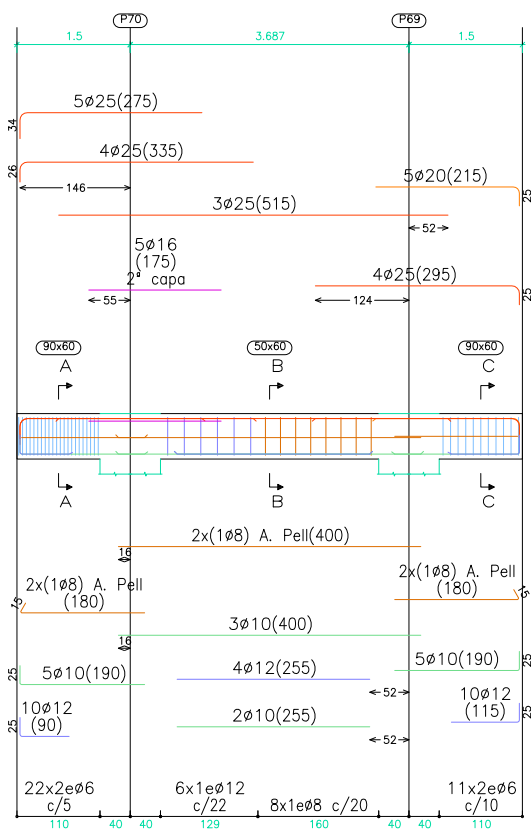 P70
P69
1.5
3.687
1.5
5ø25(275)
34
4ø25(335)
26
146
5ø20(215)
25
3ø25(515)
52
5ø16
(175)
2ª capa
55
4ø25(295)
25
124
90x60
50x60
90x60
A
B
C
A
B
C
2x(1ø8) A. Pell(400)
16
2x(1ø8) A. Pell
(180)
15
2x(1ø8) A. Pell
(180)
15
3ø10(400)
16
5ø10(190)
25
4ø12(255)
52
5ø10(190)
25
10ø12
(90)
25
2ø10(255)
52
10ø12
(115)
25
22x2eø6
c/5
6x1eø12
c/22
8x1eø8 c/20
11x2eø6
c/10
110
40
40
129
160
40
40
110